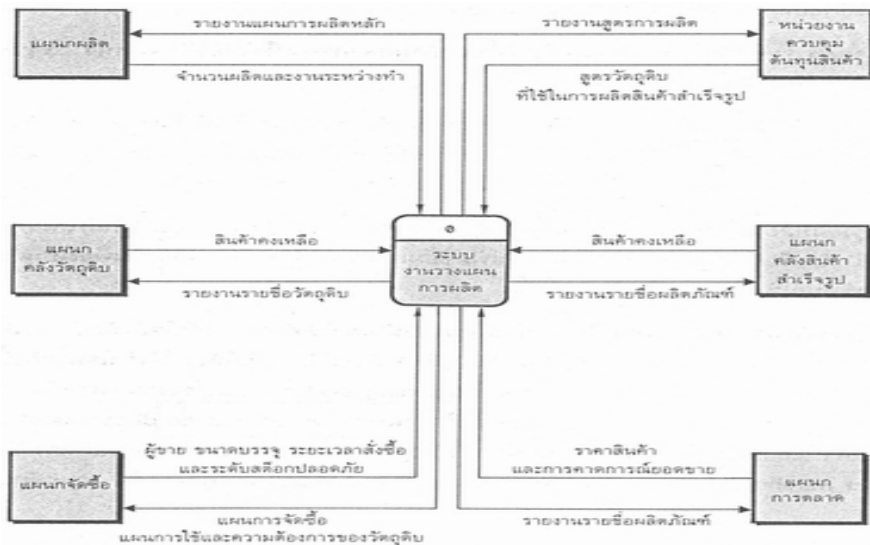 รายงานแผนการผลิตหลัก
รายงานสูตรการผลิต
แผนกผลิต
หน่วยงาน
ควบคุม
ต้นทุนสินค้า
จำนวนผลิตและงานระหว่างทำ
สูตรวัตถุดิบ
ที่ใช้ในการผลิตสินค้าสำเร็จรูป
0
ระบบ
งานวางแผน
การผลิต
สินค้าคงเหลือ
สินค้าคงเหลือ
แผนก
คลังวัตถุดิบ
แผนก
คลังสินค้า
สำเร็จรูป
รายงานรายชื่อวัตถุดิบ
รายงานรายชื่อผลิตภัณฑ์
ผู้ขาย ขนาดบรรจุ ระยะเวลาสั่งซื้อ
และระดับสต๊อกปลอดภัย
ราคาสินค้า
และการคาดการณ์ยอดขาย
แผนกจัดซื้อ
แผนก
การตลาด
แผนการจัดซื้อ
แผนการใช้และความต้องการของวัตถุดิบ
รายงานรายชื่อผลิตภัณฑ์